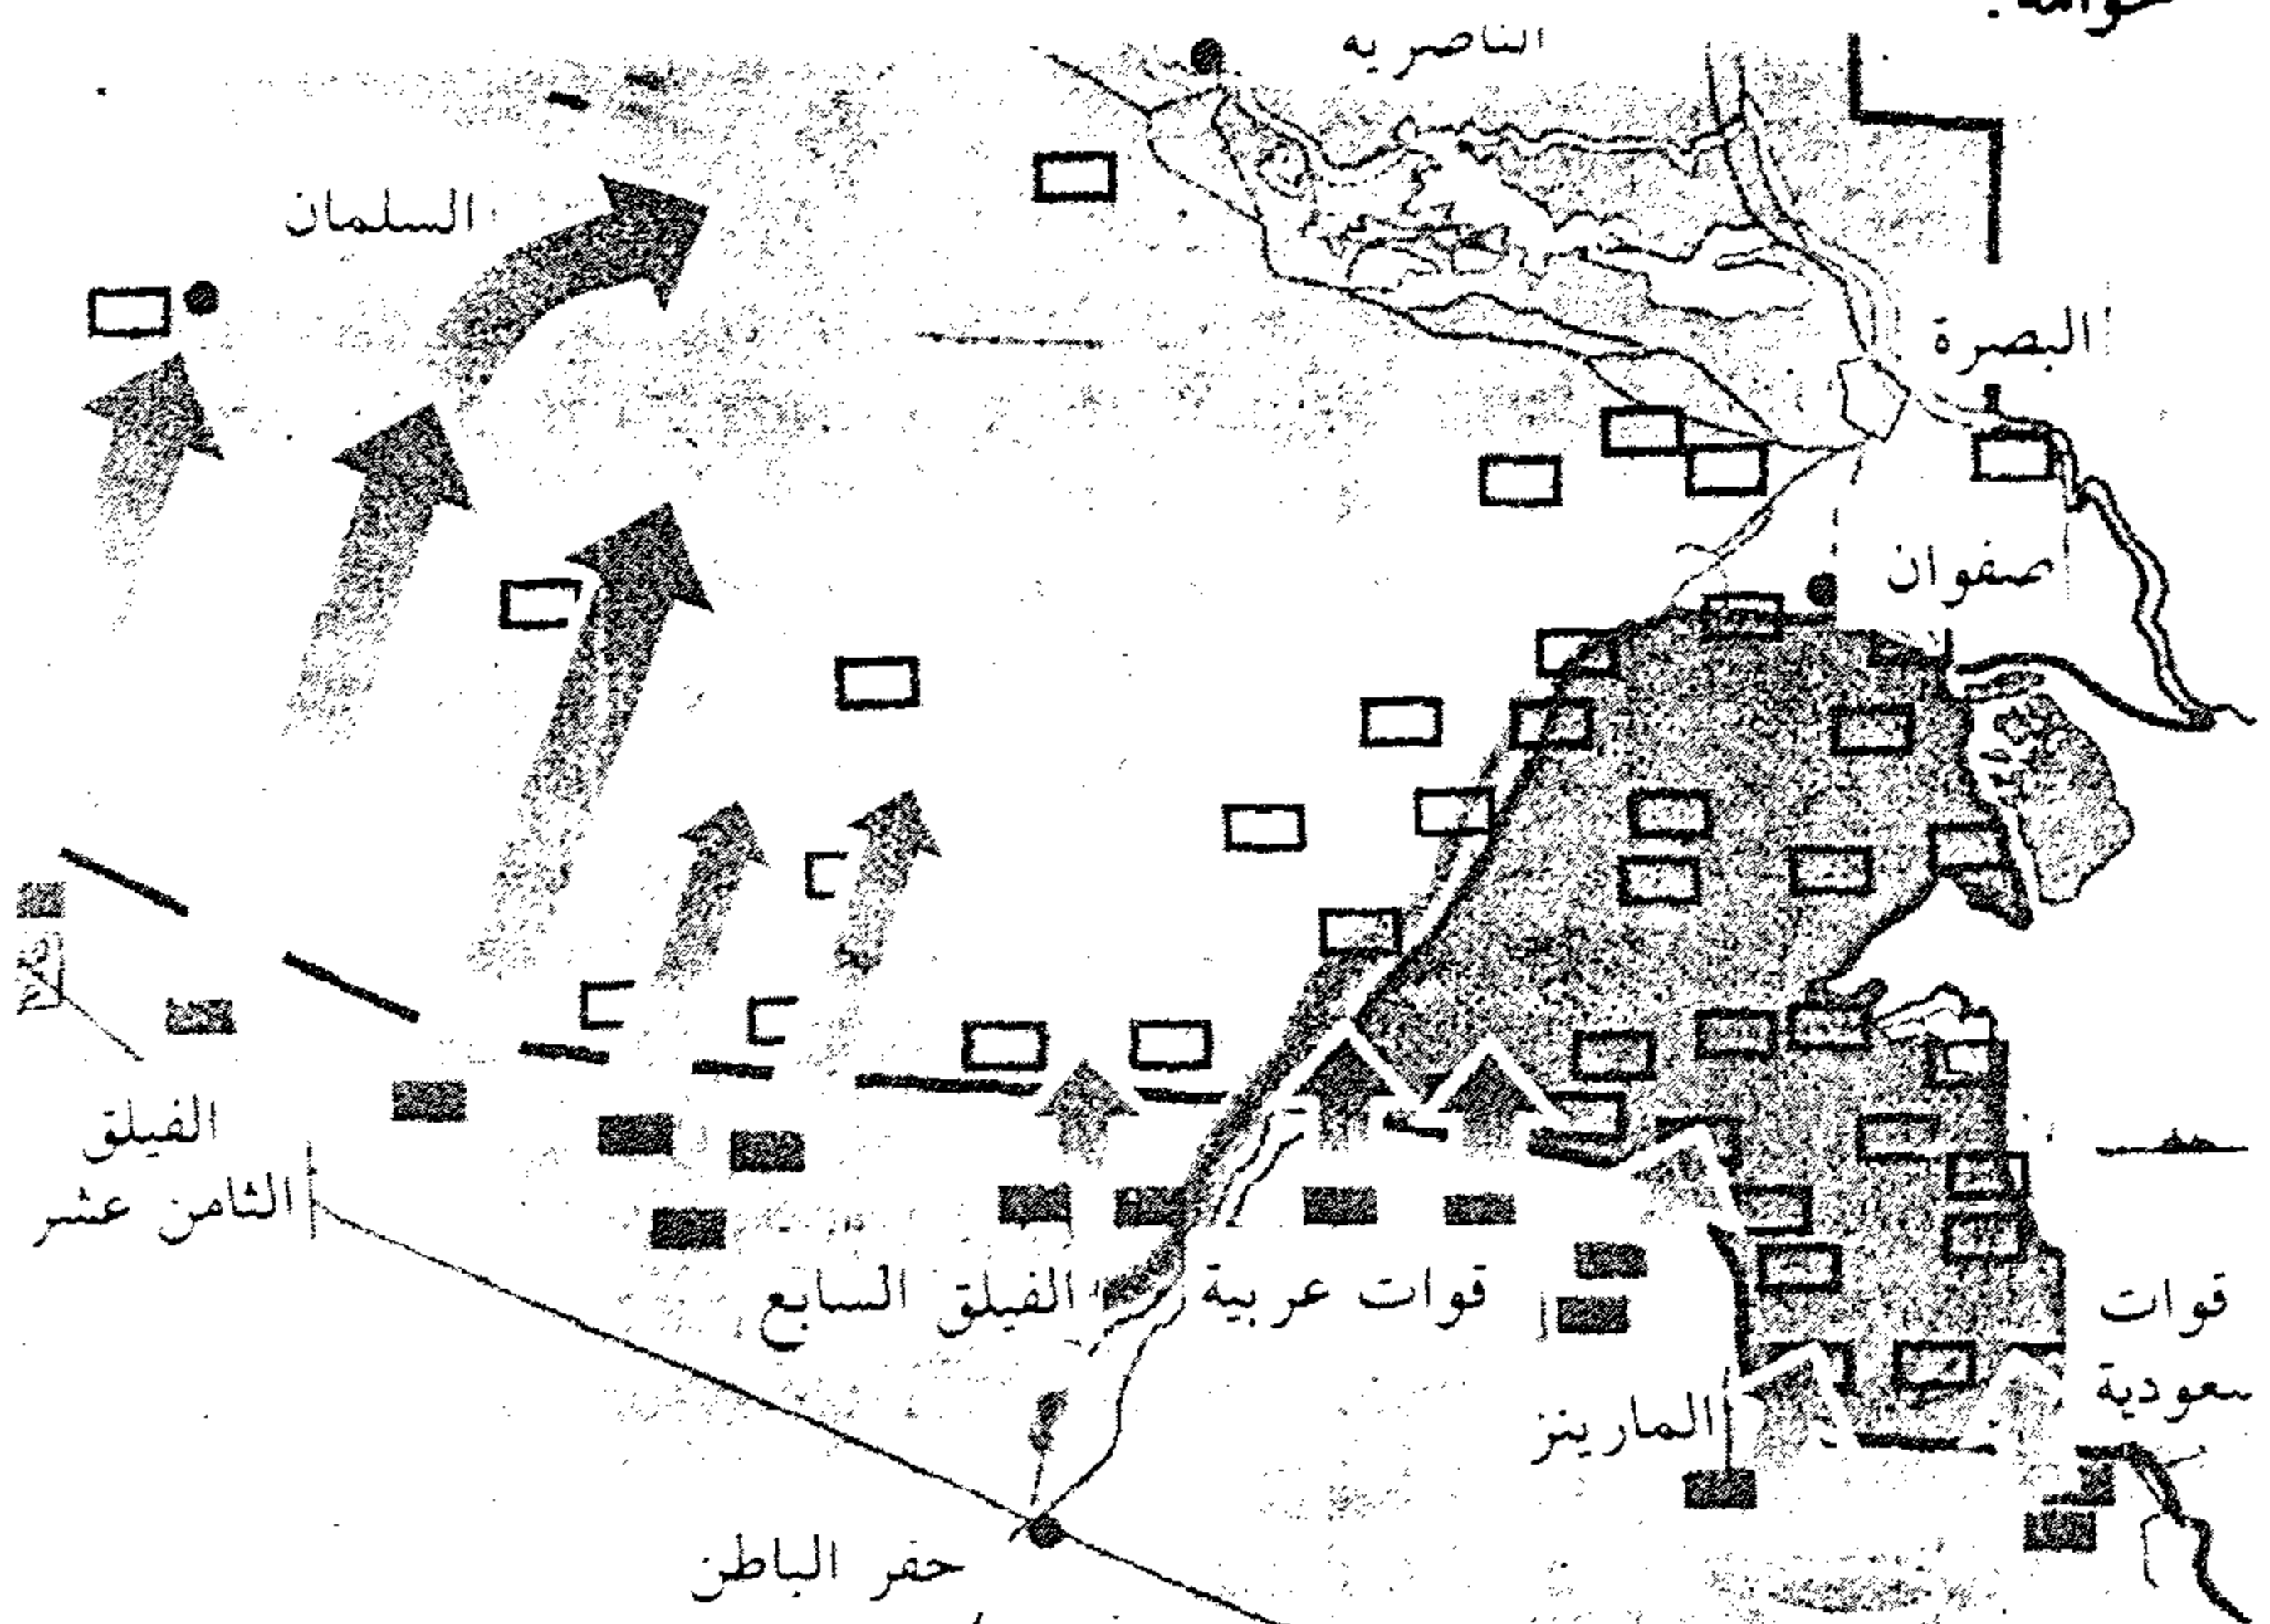 الناصريه
السلمان
البصرة
صفوان
الفيلق
الثامن عشر
الفيلق السابع
قوات عربية
قوات
سعودية
المارينز
حفر الباطن